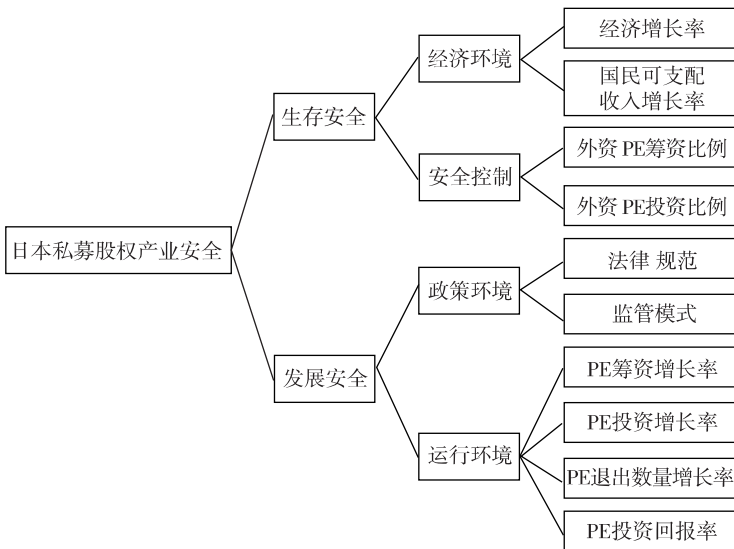 日本私募股权产业安全
生存安全
经济环境
经济增长率
国民可支配
收入增长率
安全控制
外资 PE筹资比例
外资 PE投资比例
发展安全
政策环境
法律 规范
监管模式
运行环境
PE筹资增长率
PE投资增长率
PE退出数量增长率
PE投资回报率